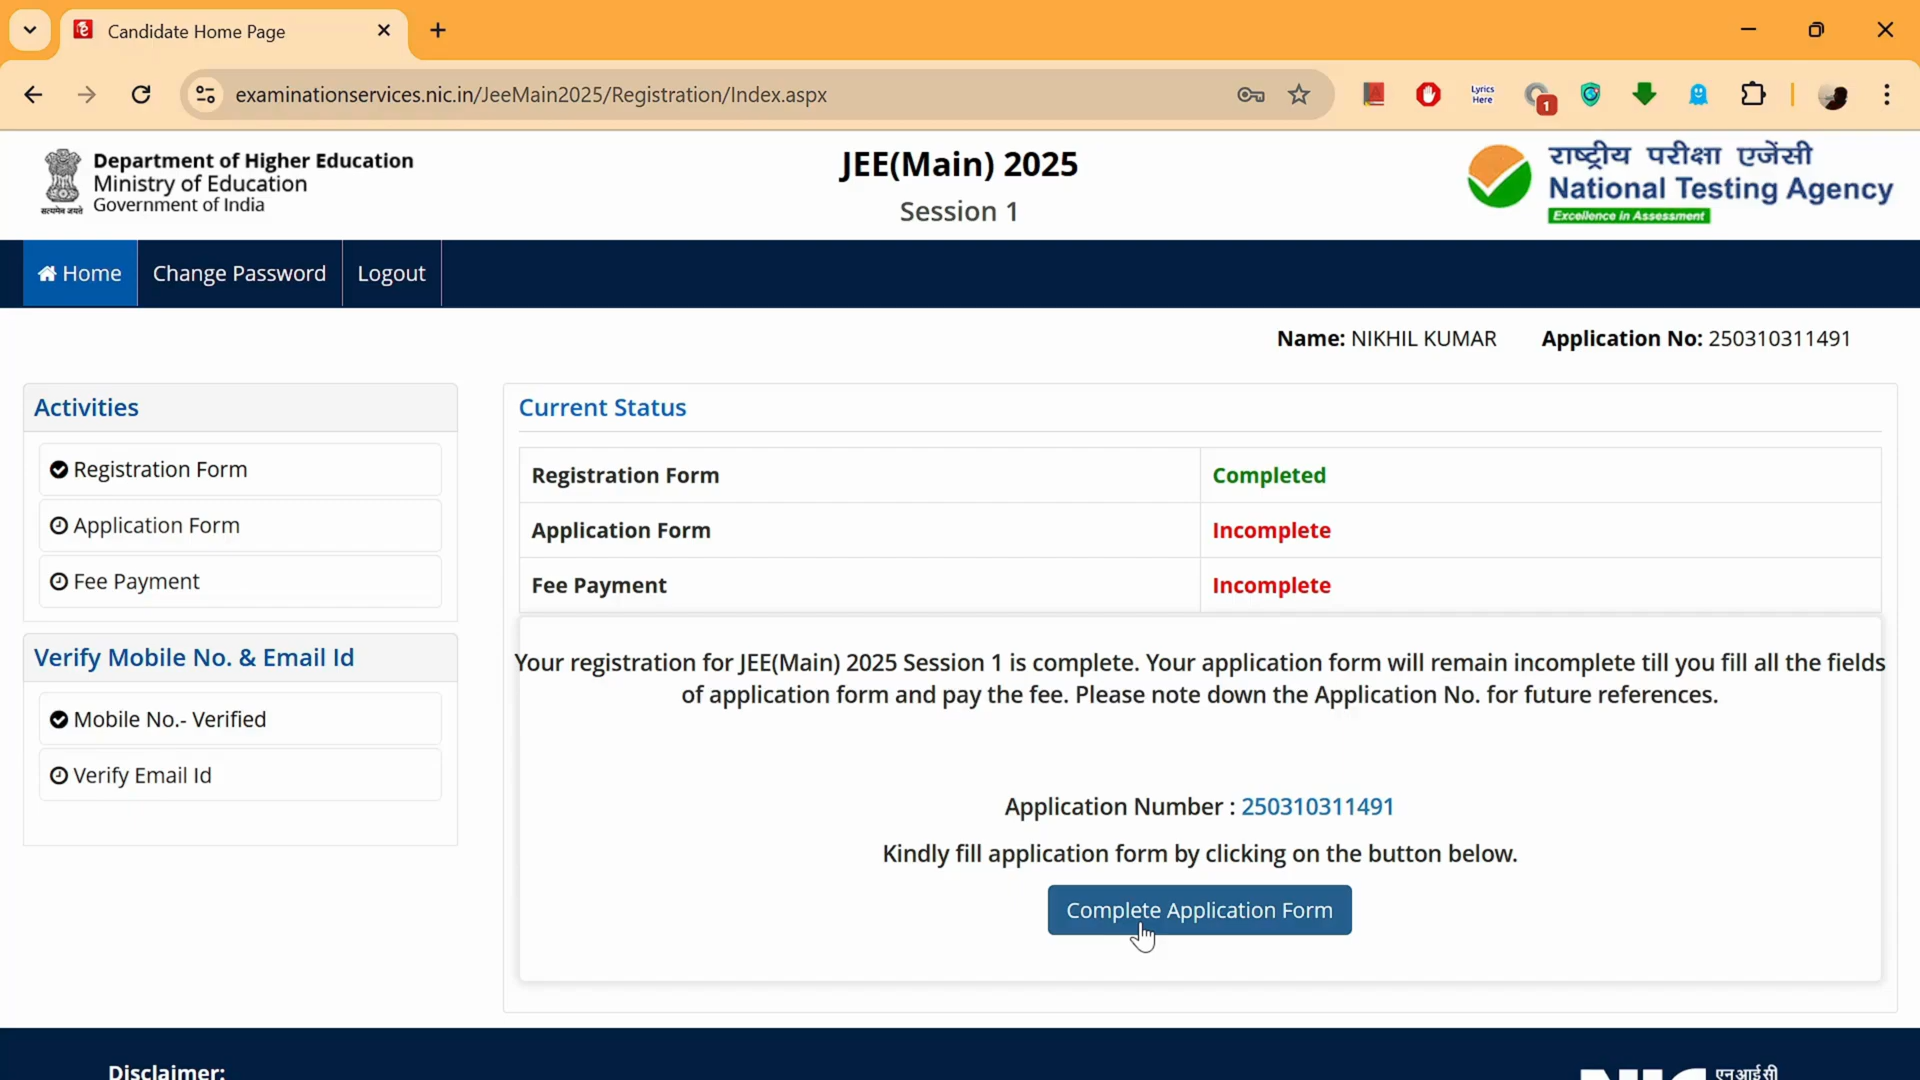 Candidate Home Page
examinationservices.nic.in/JeeMain2025/Registration/Index.aspx
Lyrics
Here
1
सत्यमेव जयते
Department of Higher Education
Ministry of Education
Government of India
JEE(Main) 2025
Session 1
राष्ट्रीय परीक्षा एजेंसी
National Testing Agency
Excellence in Assessment
Home
Change Password
Logout
Name: NIKHIL KUMAR
Application No: 250310311491
Activities
Registration Form
Application Form
Fee Payment
Verify Mobile No. & Email Id
Mobile No.- Verified
Verify Email Id
Current Status
Registration Form Completed
Application Form Incomplete
Fee Payment Incomplete
Your registration for JEE(Main) 2025 Session 1 is complete. Your application form will remain incomplete till you fill all the fields
of application form and pay the fee. Please note down the Application No. for future references.
Application Number : 250310311491
Kindly fill application form by clicking on the button below.
Complete Application Form
Disclaimer:
NIC
एनआईसी